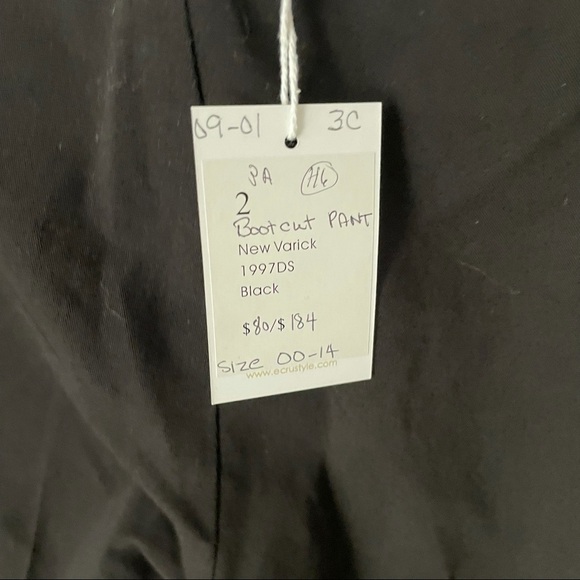 09-01 3C
PA H6
2
Bootcut PANT
New Varick
1997DS
Black
$80/$184
Size 00-14
www.ecrustyle.com